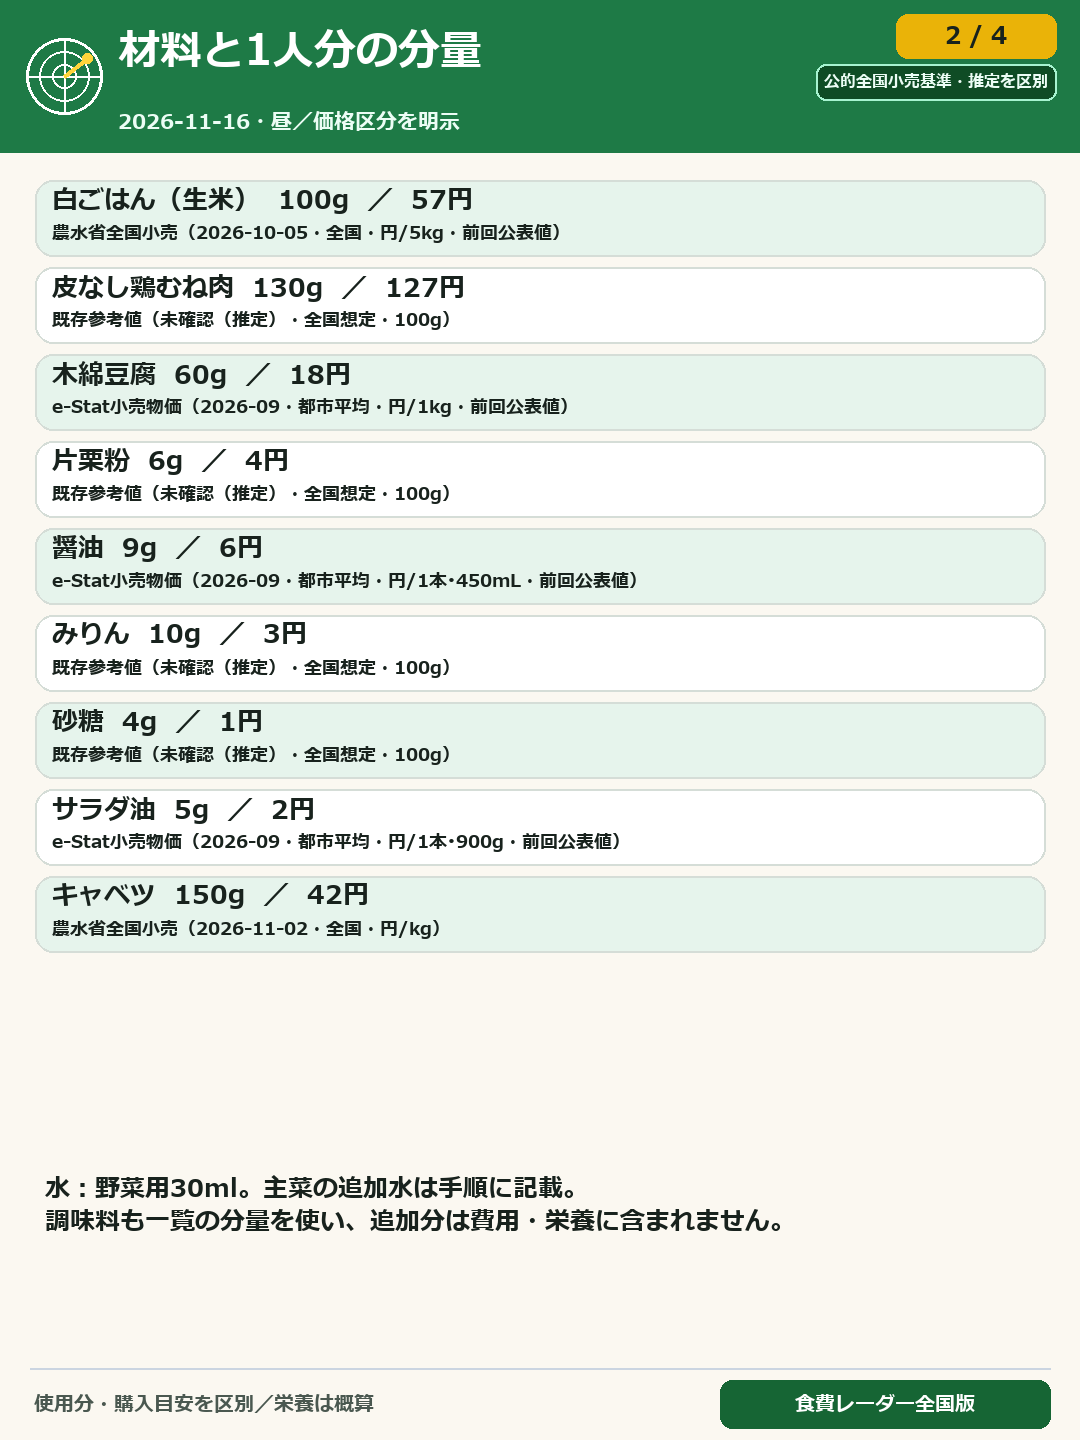 材料と1人分の分量
2026-11-16・昼／価格区分を明示
2 / 4
公的全国小売基準・推定を区別
白ごはん（生米） 100g ／ 57円
農水省全国小売（2026-10-05・全国・円/5kg・前回公表値）
皮なし鶏むね肉 130g ／ 127円
既存参考値（未確認（推定）・全国想定・100g）
木綿豆腐 60g ／ 18円
e-Stat小売物価（2026-09・都市平均・円/1kg・前回公表値）
片栗粉 6g ／ 4円
既存参考値（未確認（推定）・全国想定・100g）
醤油 9g ／ 6円
e-Stat小売物価（2026-09・都市平均・円/1本･450mL・前回公表値）
みりん 10g ／ 3円
既存参考値（未確認（推定）・全国想定・100g）
砂糖 4g ／ 1円
既存参考値（未確認（推定）・全国想定・100g）
サラダ油 5g ／ 2円
e-Stat小売物価（2026-09・都市平均・円/1本･900g・前回公表値）
キャベツ 150g ／ 42円
農水省全国小売（2026-11-02・全国・円/kg）
水：野菜用30ml。主菜の追加水は手順に記載。
調味料も一覧の分量を使い、追加分は費用・栄養に含まれません。
使用分・購入目安を区別／栄養は概算
食費レーダー全国版